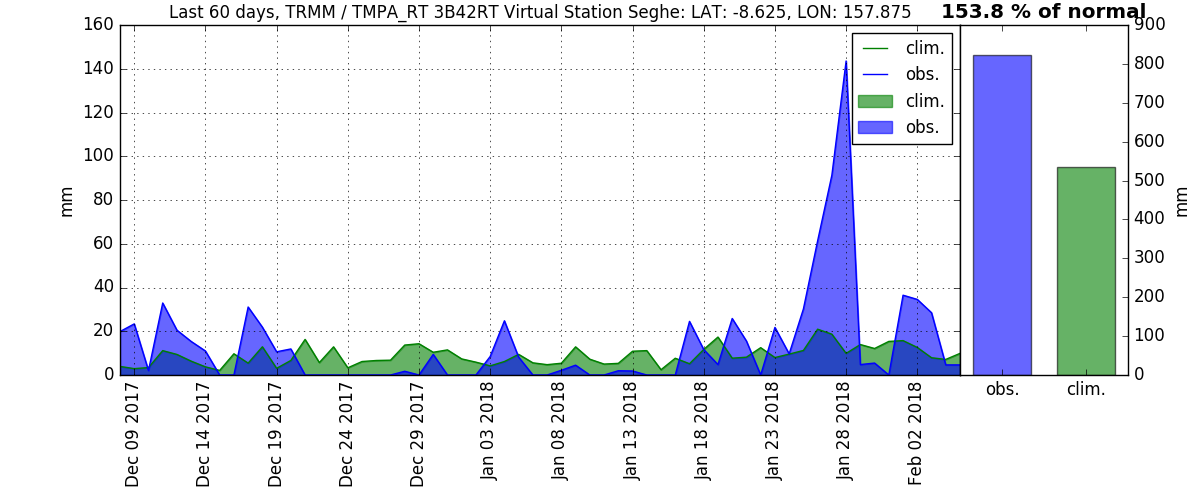 Last 60 days, TRMM / TMPA_RT 3B42RT Virtual Station Seghe: LAT: -8.625, LON: 157.875
153.8 % of normal
160
140
120
100
80
60
40
20
0
mm
clim.
obs.
clim.
obs.
Dec 09 2017
Dec 14 2017
Dec 19 2017
Dec 24 2017
Dec 29 2017
Jan 03 2018
Jan 08 2018
Jan 13 2018
Jan 18 2018
Jan 23 2018
Jan 28 2018
Feb 02 2018
900
800
700
600
500
400
300
200
100
0
mm
obs.
clim.